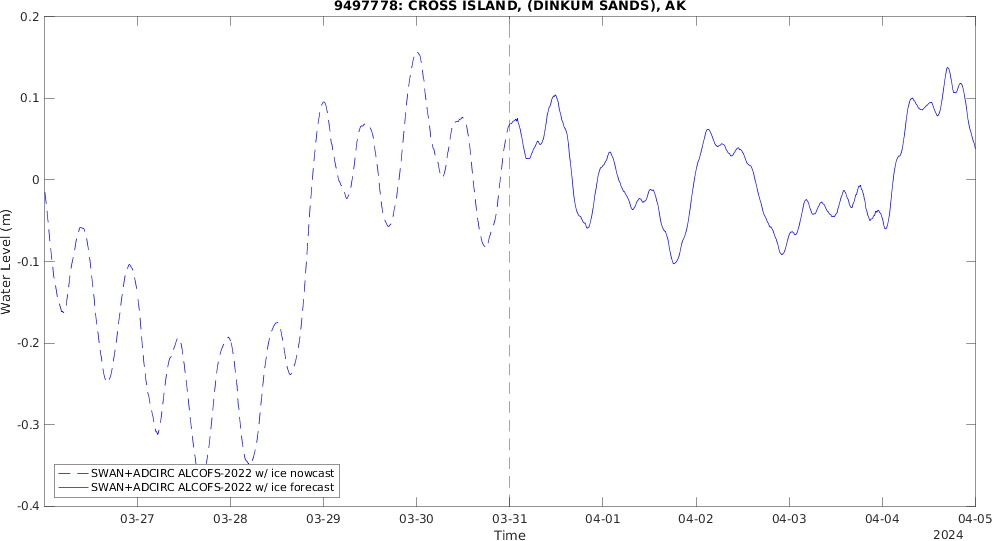 9497778: CROSS ISLAND, (DINKUM SANDS), AK
0.2
0.1
0
-0.1
-0.2
-0.3
-0.4
Water Level (m)
SWAN+ADCIRC ALCOFS-2022 w/ ice nowcast
SWAN+ADCIRC ALCOFS-2022 w/ ice forecast
03-27 03-28 03-29 03-30 03-31 04-01 04-02 04-03 04-04 04-05
Time
2024